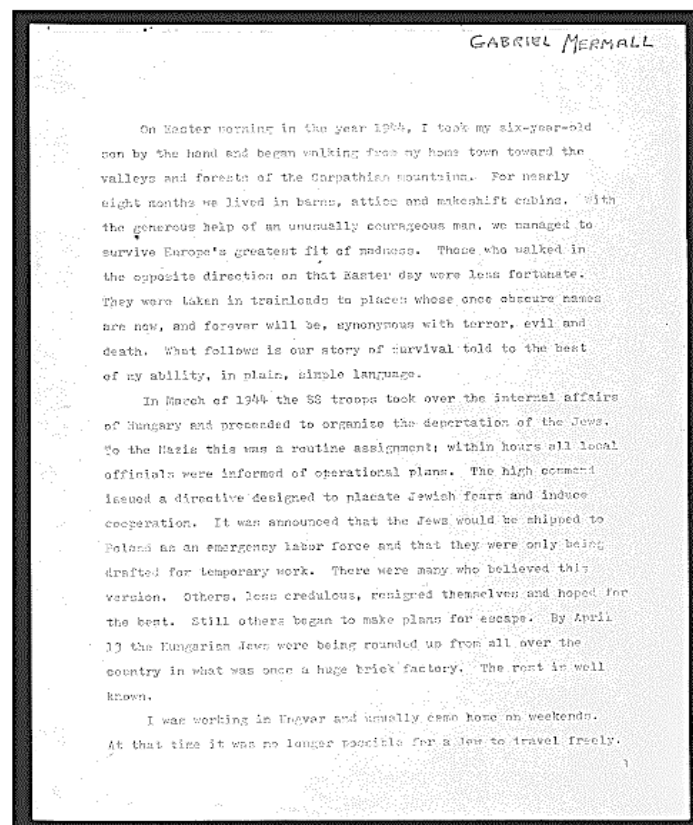 GABRIEL MERMALL
On Easter morning in the year 1944, I took my six-year-old
son by the hand and began walking from my home town toward the
valleys and forests of the Carpathian mountains. For nearly
eight months we lived in barns, attics and makeshift cabins. With
the generous help of an unusually courageous man, we managed to
survive Europe's greatest fit of madness. Those who walked in
the opposite direction on that Easter day were less fortunate.
They were taken in trainloads to places whose once obscure names
are now, and forever will be, synonymous with terror, evil and
death. What follows is our story of survival told to the best
of my ability, in plain, simple language.
In March of 1944 the SS troops took over the internal affairs
of Hungary and proceeded to organize the deportation of the Jews.
To the Nazis this was a routine assignment; within hours all local
officials were informed of operational plans. The high command
issued a directive designed to placate Jewish fears and induce
cooperation. It was announced that the Jews would be shipped to
Poland as an emergency labor force and that they were only being
drafted for temporary work. There were many who believed this
version. Others, less credulous, resigned themselves and hoped for
the best. Still others began to make plans for escape. By April
13 the Hungarian Jews were being rounded up from all over the
country in what was once a huge brick factory. The rest is well
known.
I was working in Ungvar and usually came home on weekends.
At that time it was no longer possible for a Jew to travel freely.
1